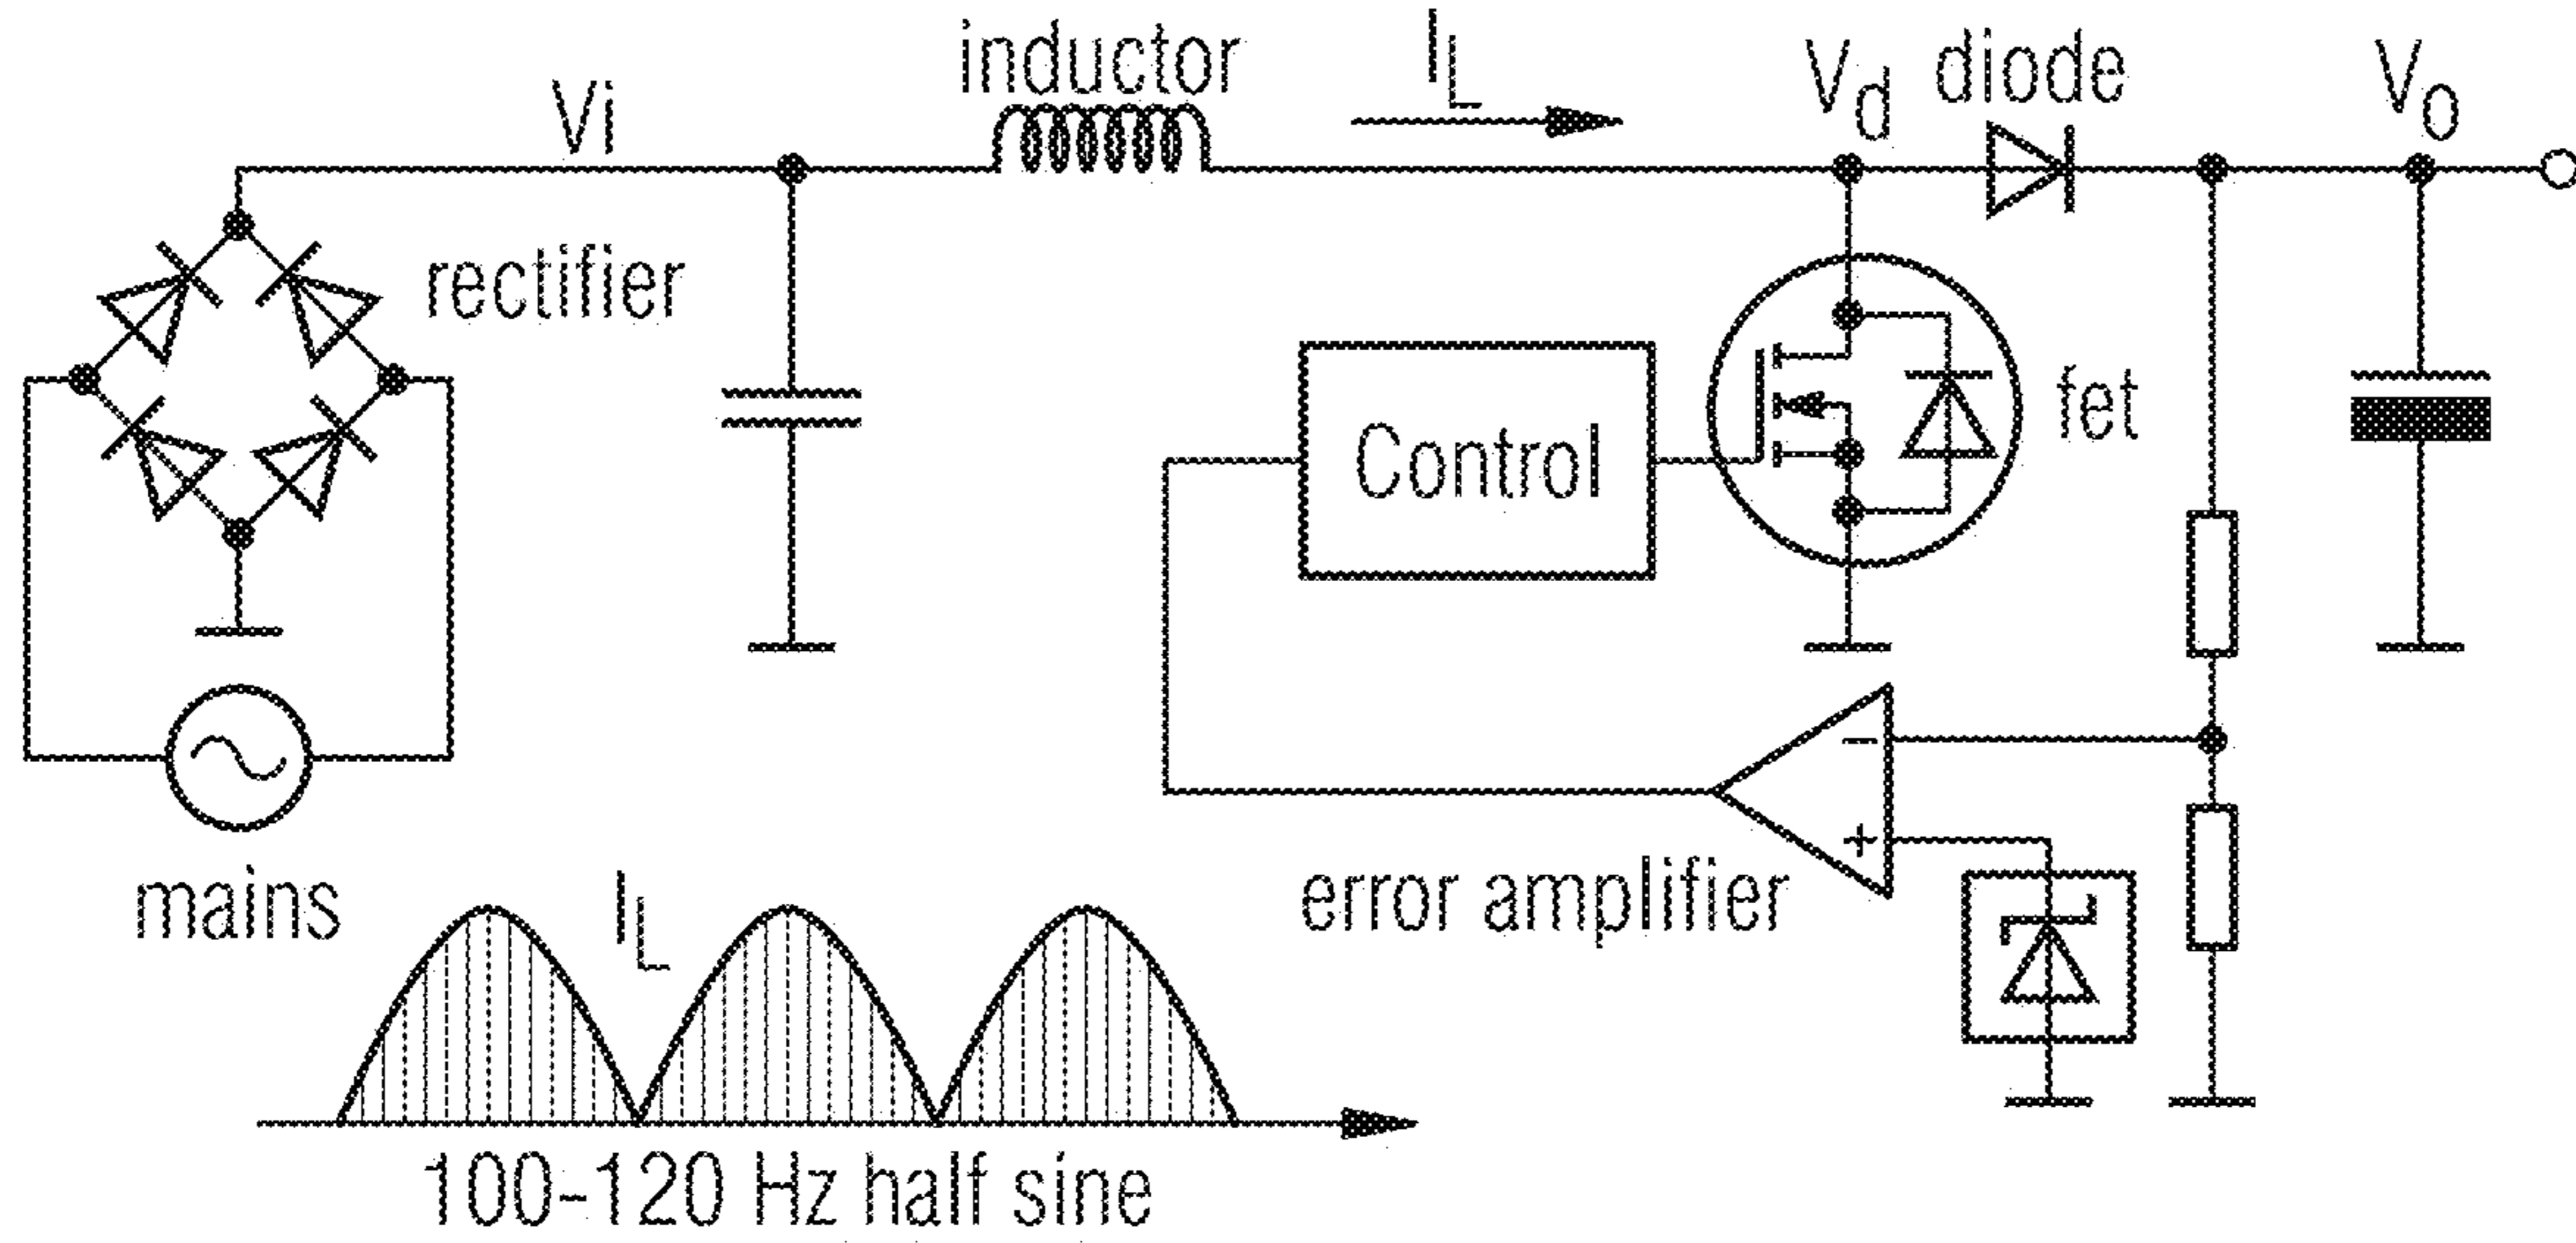 Vi
inductor
IL
Vd
diode
Vo
rectifier
Control
fet
mains
IL
error amplifier
−
+
100-120 Hz half sine